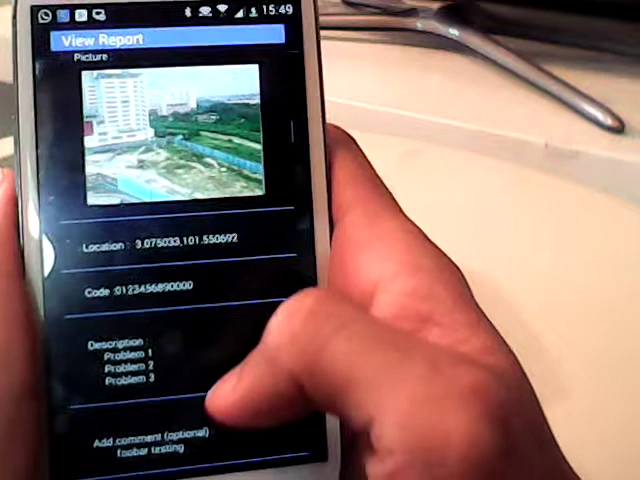 15:49
View Report
Picture :
Location : 3.075033,101.550692
Code :0123456890000
Description :
Problem 1
Problem 2
Problem 3
Add comment (optional)
foobar testing